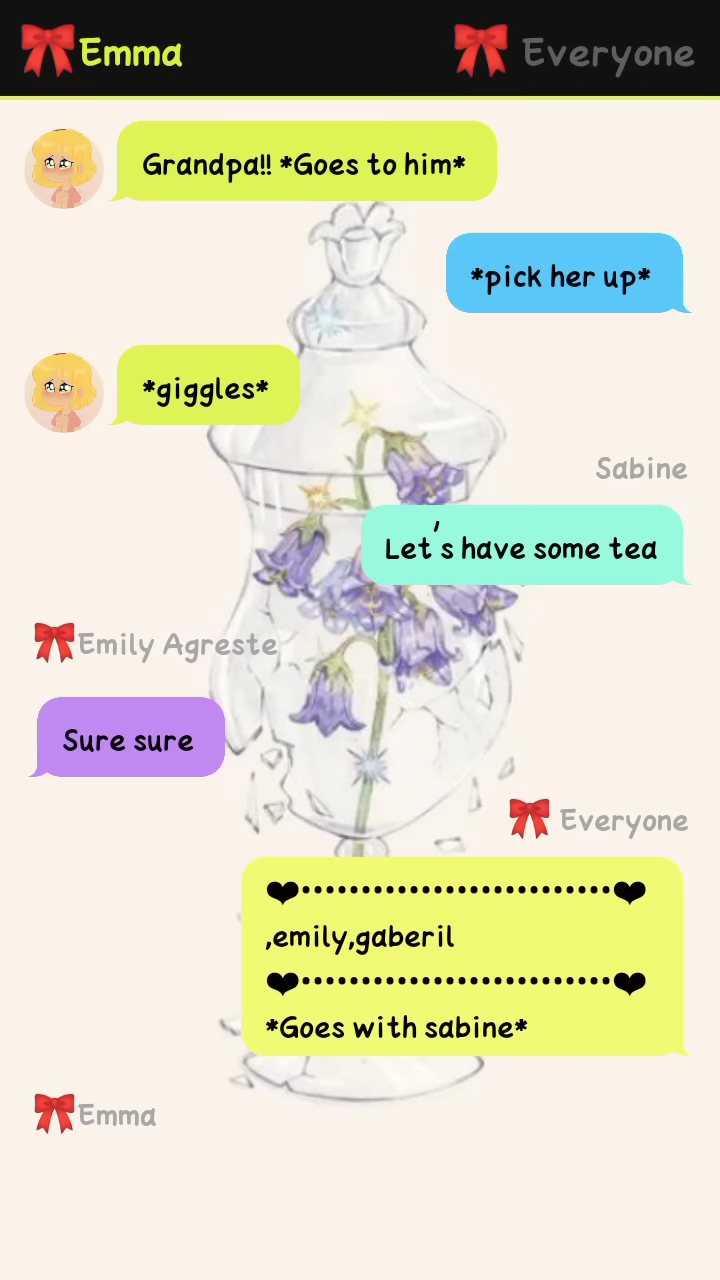 🎀Emma
🎀 Everyone
Grandpa!! *Goes to him*
*pick her up*
*giggles*
Sabine
Let's have some tea
🎀Emily Agreste
Sure sure
🎀 Everyone
❤••••••••••••••••••••••••••❤
,emily,gaberil
❤••••••••••••••••••••••••••❤
*Goes with sabine*
🎀Emma